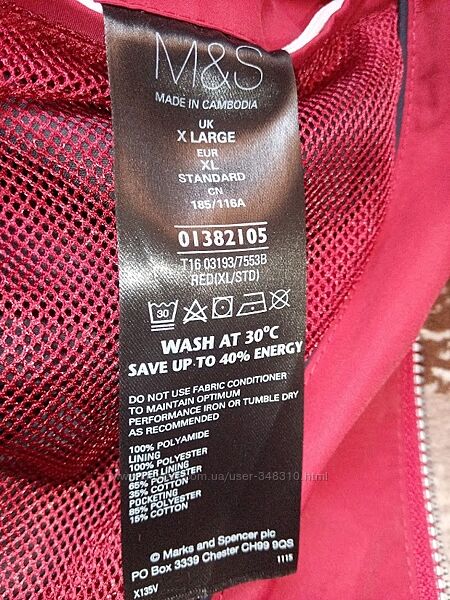 M&S
MADE IN CAMBODIA
UK
X LARGE
EUR
XL
STANDARD
CN
185/116A
01382105
T16 03193/7553B
RED(XL/STD)
30
WASH AT 30°C
SAVE UP TO 40% ENERGY
DO NOT USE FABRIC CONDITIONER
TO MAINTAIN OPTIMUM
PERFORMANCE IRON OR TUMBLE DRY
AS RECOMMENDED
100% POLYAMIDE
LINING
100% POLYESTER
UPPER LINING
65% POLYESTER
35% COTTON
POCKETING
85% POLYESTER
15% COTTON
© Marks and Spencer plc
PO Box 3339 Chester CH99 9QS
X135V
1115